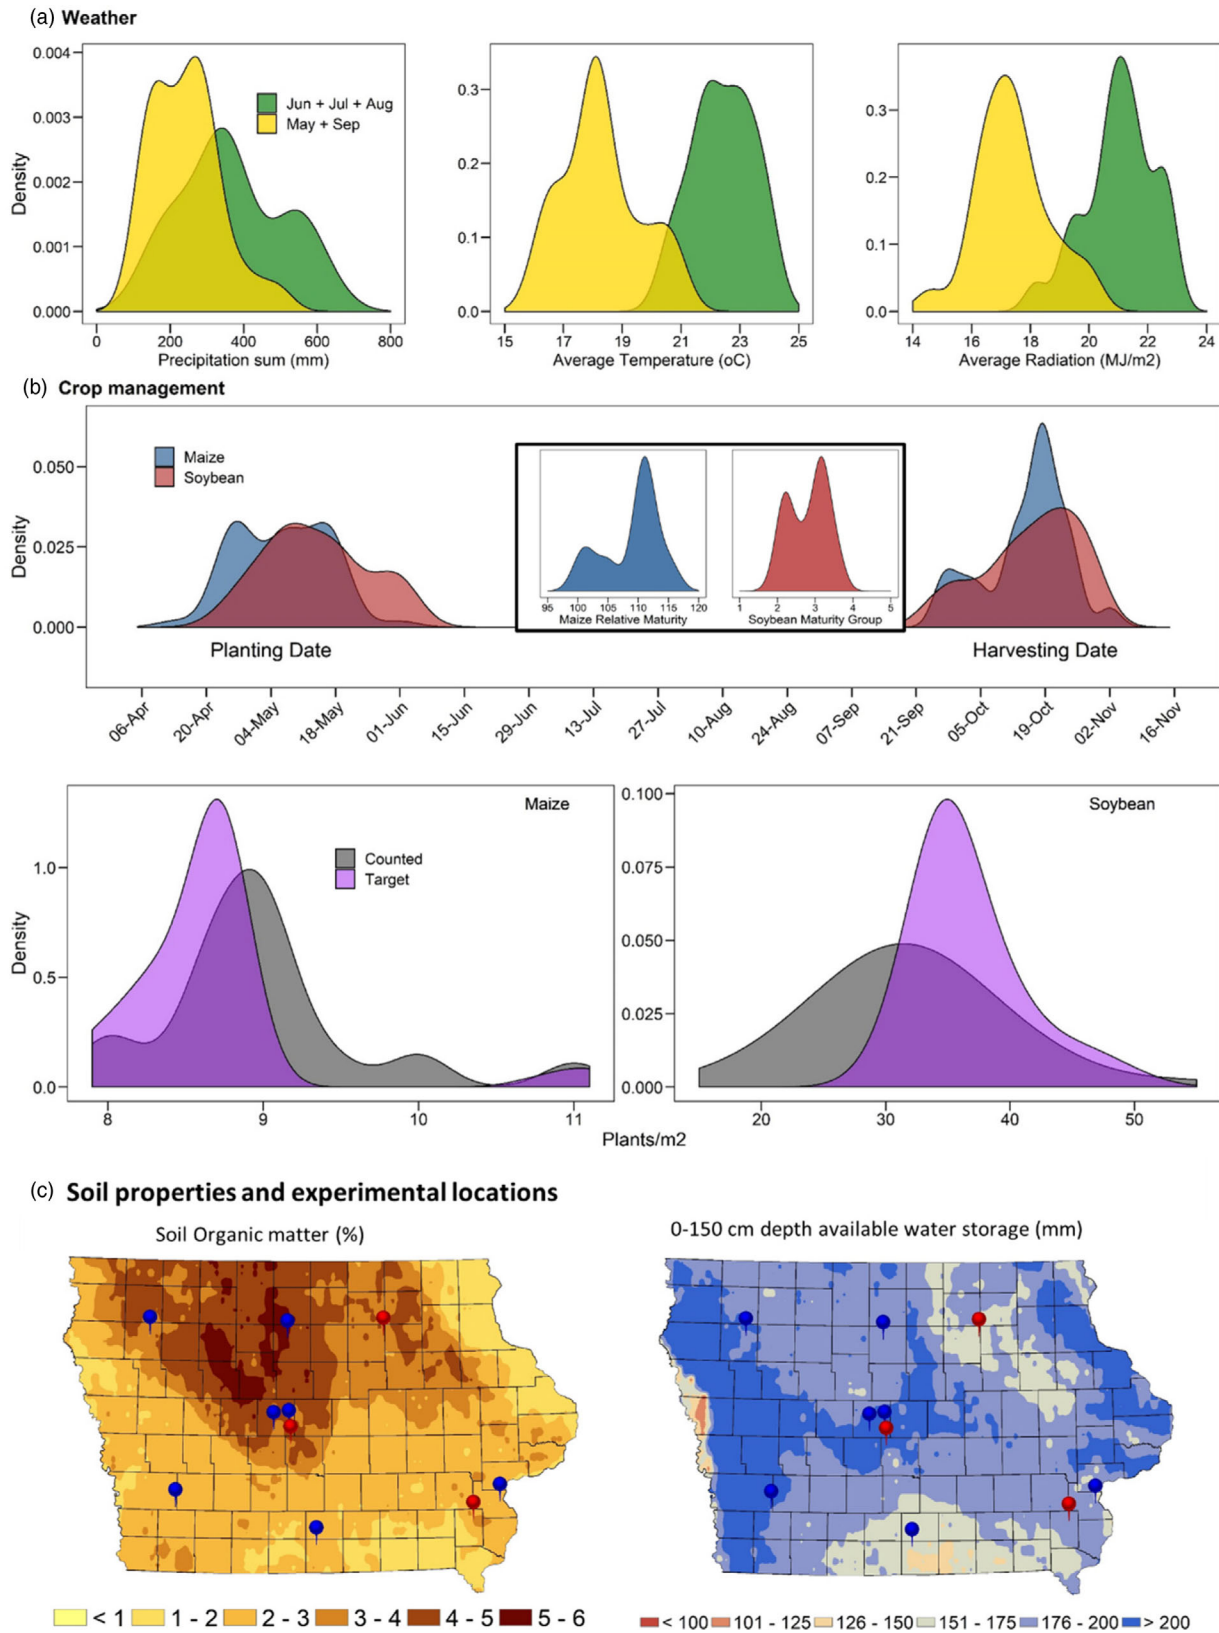 (a) Weather
0.004
0.003
0.002
0.001
0.000
Density
Jun + Jul + Aug
May + Sep
0 200 400 600 800
Precipitation sum (mm)
0.3
0.2
0.1
0.0
15 17 19 21 23 25
Average Temperature (oC)
0.3
0.2
0.1
0.0
14 16 18 20 22 24
Average Radiation (MJ/m2)
(b) Crop management
0.050
0.025
0.000
Density
Maize
Soybean
95 100 105 110 115 120
Maize Relative Maturity
1 2 3 4 5
Soybean Maturity Group
Planting Date
Harvesting Date
06-Apr 20-Apr 04-May 18-May 01-Jun 15-Jun 29-Jun 13-Jul 27-Jul 10-Aug 24-Aug 07-Sep 21-Sep 05-Oct 19-Oct 02-Nov 16-Nov
Maize
1.0
0.5
0.0
Density
Counted
Target
8 9 10 11
Soybean
0.100
0.075
0.050
0.025
0.000
20 30 40 50
Plants/m2
(c) Soil properties and experimental locations
Soil Organic matter (%)
0-150 cm depth available water storage (mm)
< 1 1 - 2 2 - 3 3 - 4 4 - 5 5 - 6
< 100 101 - 125 126 - 150 151 - 175 176 - 200 > 200